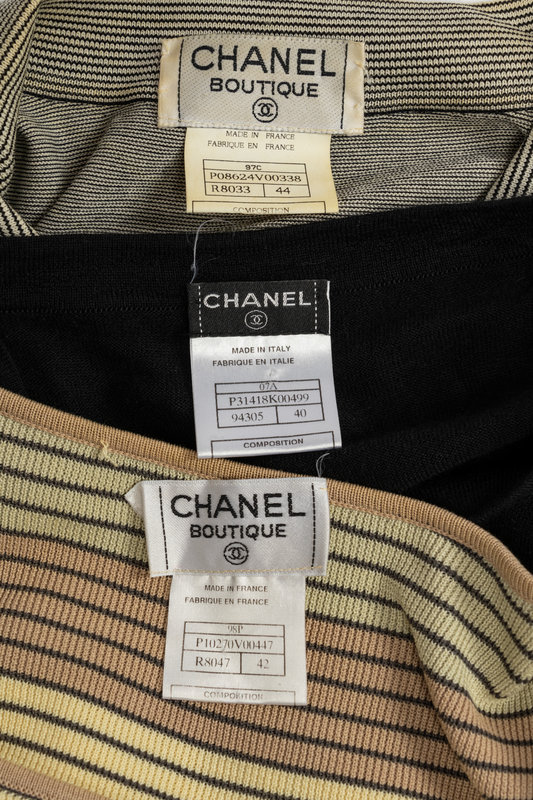 CHANEL
BOUTIQUE
MADE IN FRANCE
FABRIQUE EN FRANCE
97C
P08624V00338
R8033 44
COMPOSITION
CHANEL
MADE IN ITALY
FABRIQUE EN ITALIE
07A
P31418K00499
94305 40
COMPOSITION
CHANEL
BOUTIQUE
MADE IN FRANCE
FABRIQUE EN FRANCE
98P
P10270V00447
R8047 42
COMPOSITION